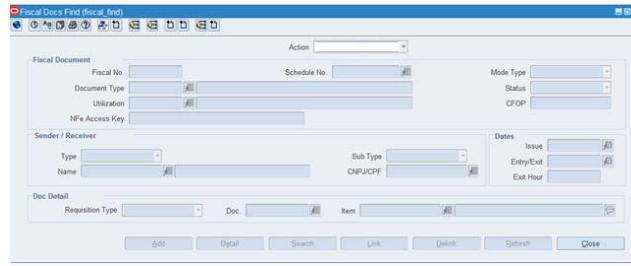 Fiscal Docs Find (fiscal_find)
Action
Fiscal Document
Fiscal No. Schedule No. Mode Type
Document Type Status
Utilization CFOP
NFe Access Key
Sender / Receiver Dates
Issue
Type Sub Type Entry/Exit
Name CNPJ/CPF Exit Hour
Doc Detail
Requisition Type Doc. Item
Add Detail Search Link Delink Refresh Close